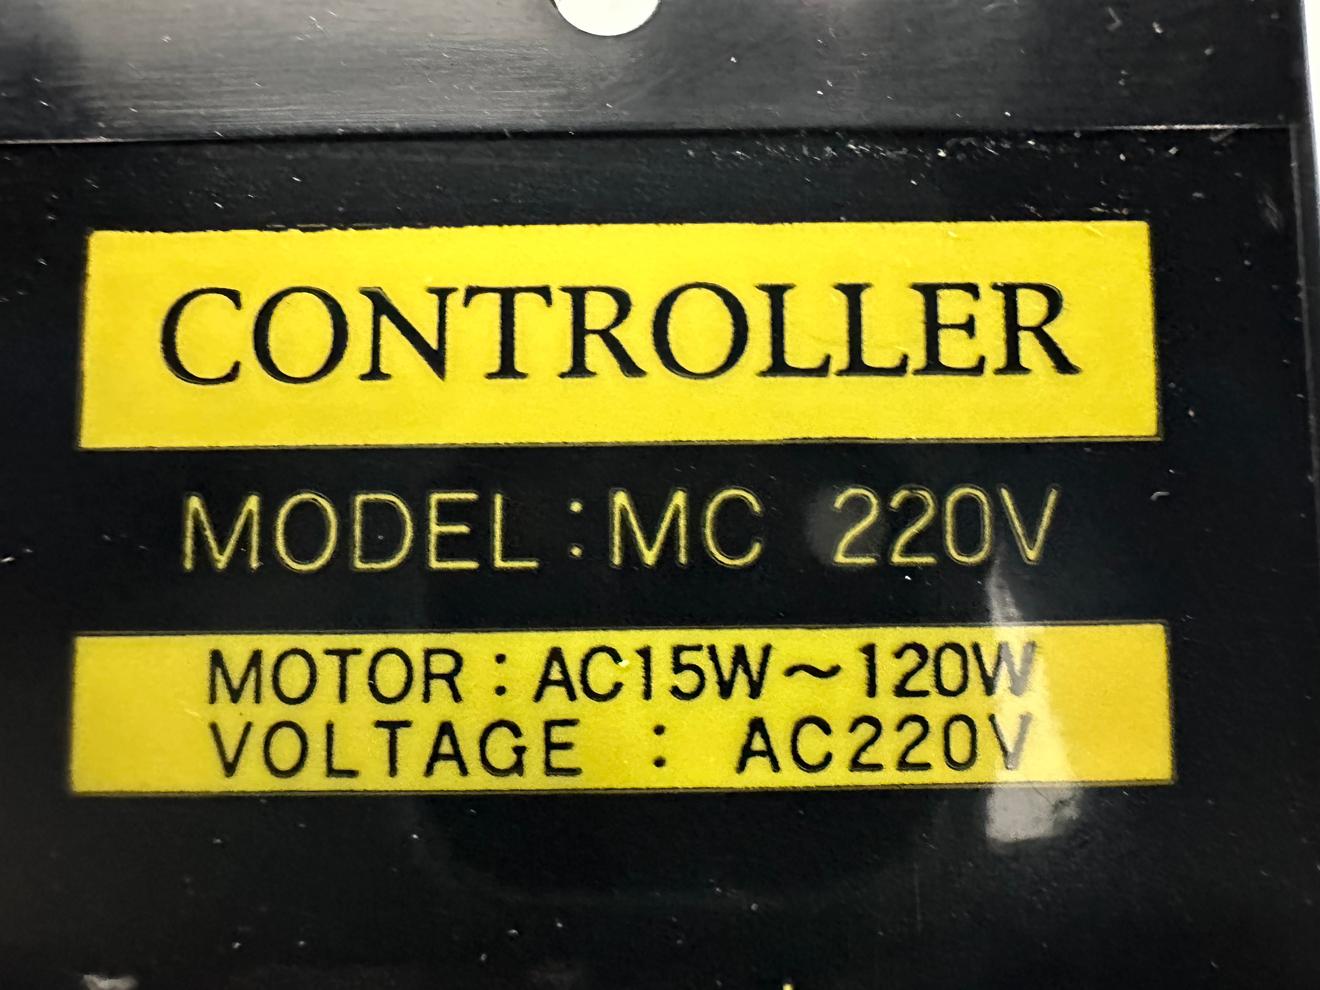 CONTROLLER
MODEL:MC 220V
MOTOR:AC15W~120W
VOLTAGE : AC220V